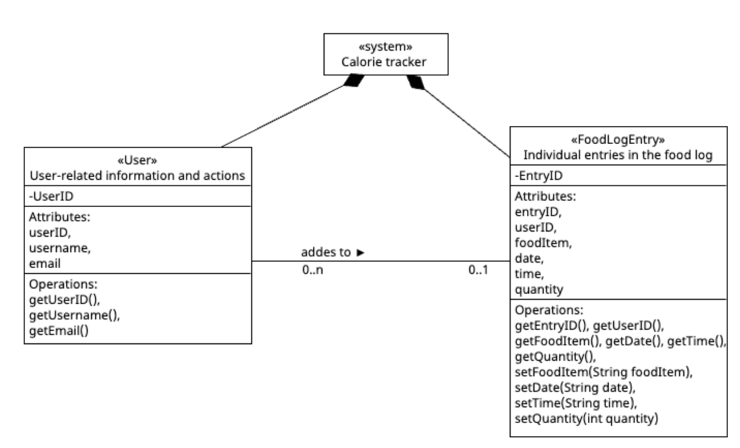 «system»
Calorie tracker
«User»
User-related information and actions
-UserID
Attributes:
userID,
username,
email
Operations:
getUserID(),
getUsername(),
getEmail()
addes to ►
0..n
0..1
«FoodLogEntry»
Individual entries in the food log
-EntryID
Attributes:
entryID,
userID,
foodItem,
date,
time,
quantity
Operations:
getEntryID(), getUserID(),
getFoodItem(), getDate(), getTime(),
getQuantity(),
setFoodItem(String foodItem),
setDate(String date),
setTime(String time),
setQuantity(int quantity)